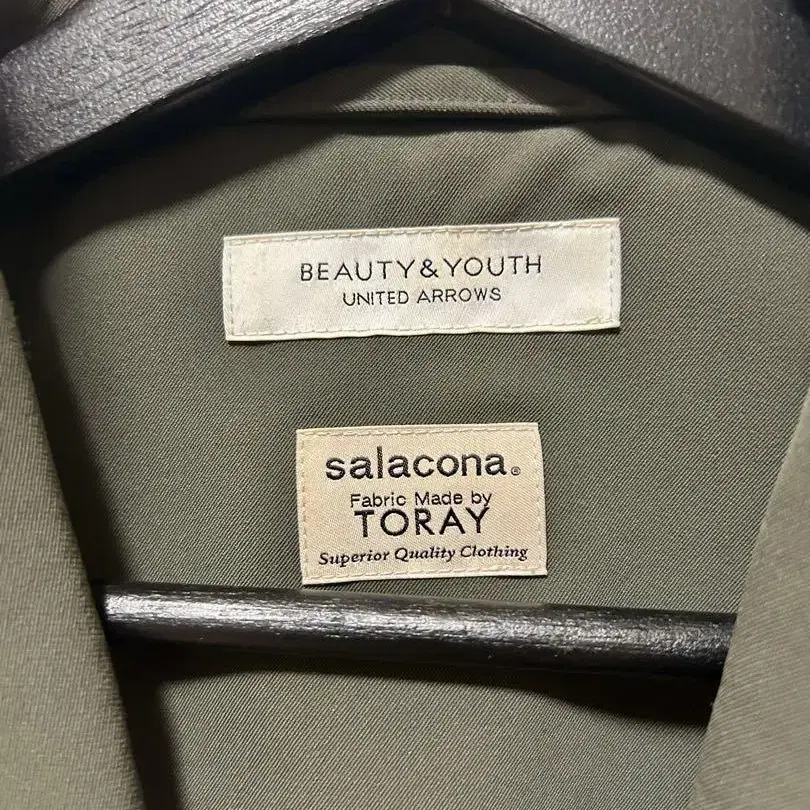 BEAUTY&YOUTH
UNITED ARROWS
salacona®
Fabric Made by
TORAY
Superior Quality Clothing